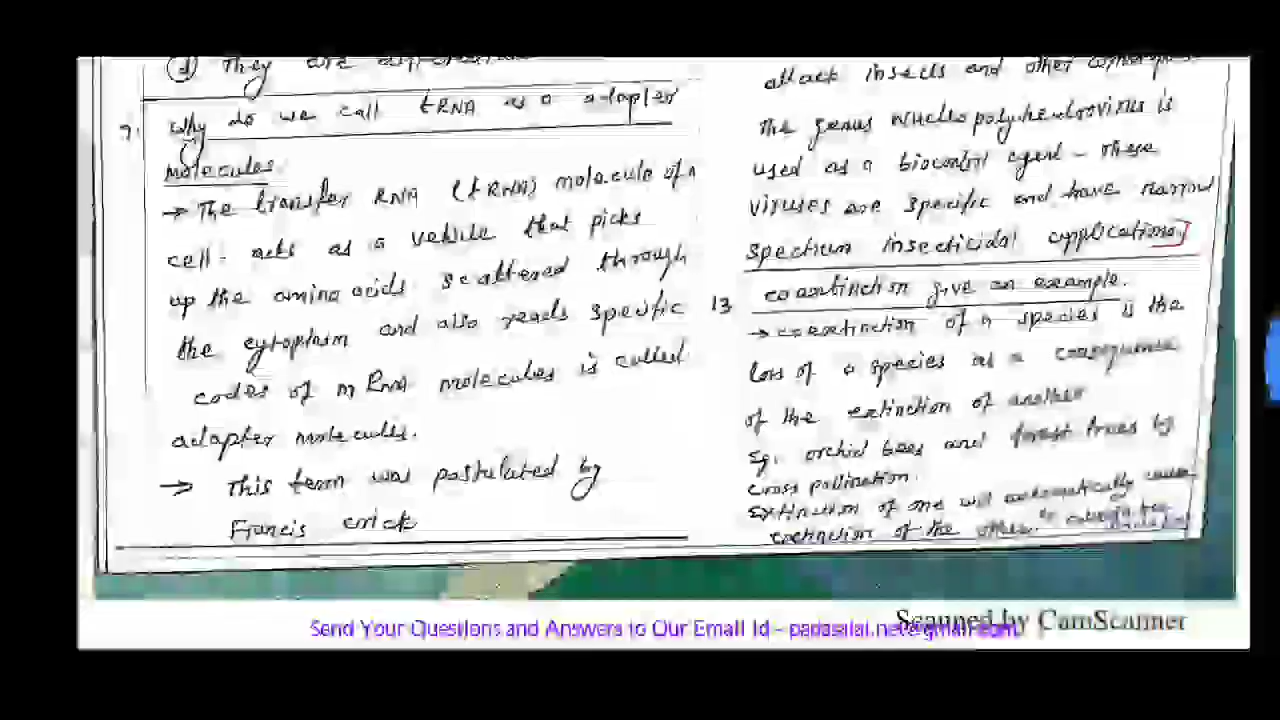 d) They are
7. Why do we call tRNA as a adapter
molecules.
→ The transfer RNA (tRNA) molecule of a
cell - acts as a vehicle that picks
up the amino acids scattered through
the cytoplasm and also reads specific
codes of mRNA molecules is called
adapter molecules.
→ This term was postulated by
Francis crick
attack insects and other
The genus Nucleopolyhedrovirus is
used as a biocontrol agent - These
viruses are specific and have narrow
spectrum insecticidal applications]
13 coextinction give an example.
→ coextinction of a species is the
loss of a species as a consequence
of the extinction of another
Eg. orchid bees and forest trees by
cross pollination.
Extinction of one will automatically cause
extinction of the other.
Send Your Questions and Answers to Our Email Id - padasalai.net@gmail.com
Scanned by CamScanner